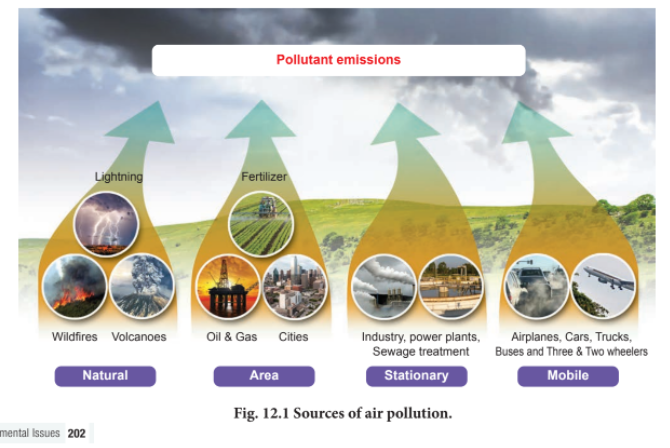 Pollutant emissions
Lightning
Fertilizer
Wildfires
Volcanoes
Oil & Gas
Cities
Industry, power plants,
Sewage treatment
Airplanes, Cars, Trucks,
Buses and Three & Two wheelers
Natural
Area
Stationary
Mobile
Fig. 12.1 Sources of air pollution.
mental Issues 202